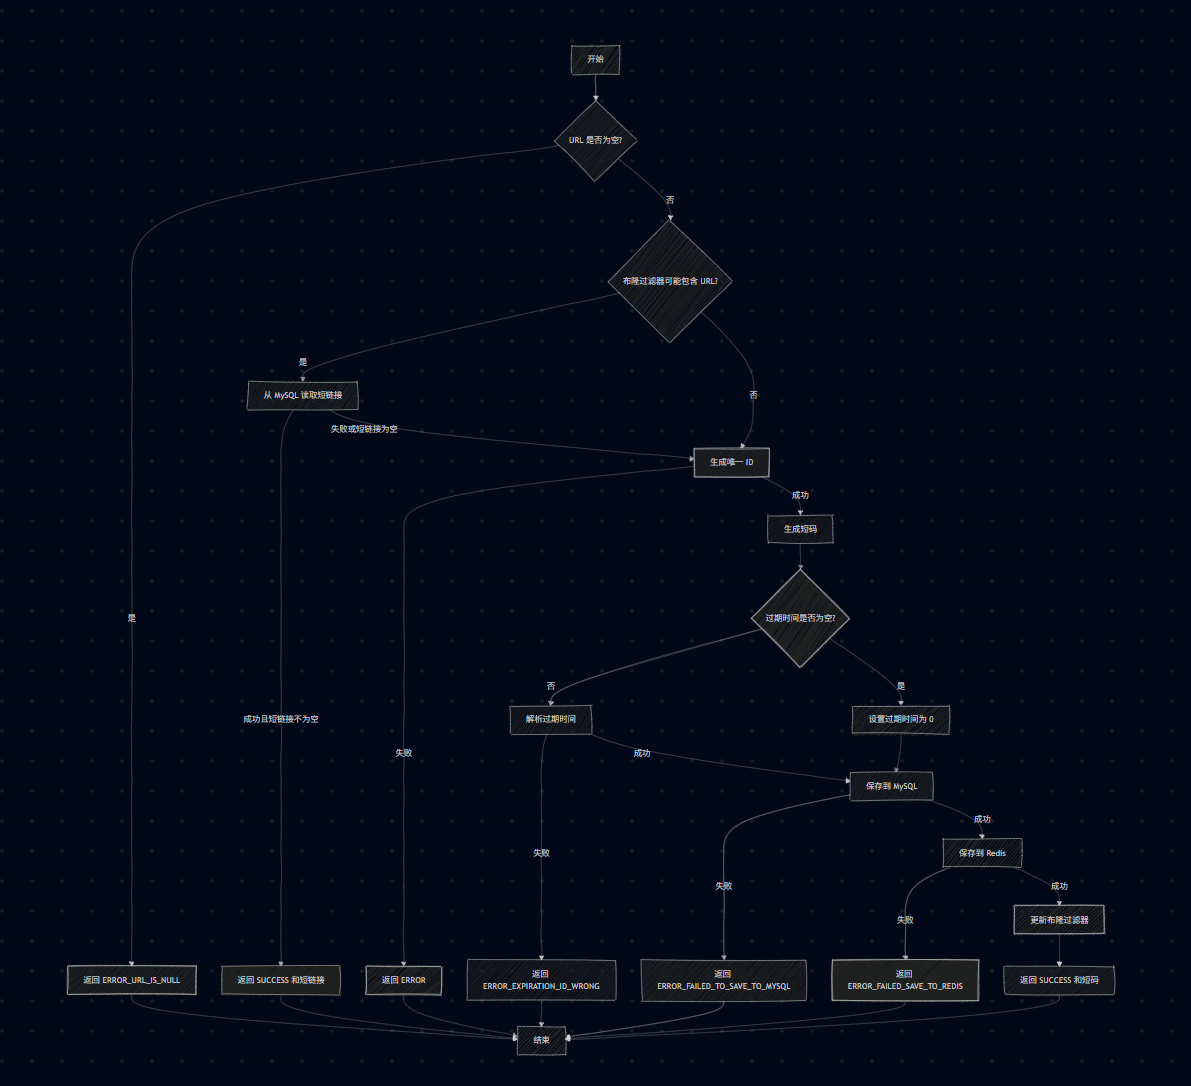 开始
URL 是否为空?
否
布隆过滤器可能包含 URL?
是
从 MySQL 读取短链接
否
失败或短链接为空
生成唯一 ID
成功
生成短码
过期时间是否为空?
是
否
是
解析过期时间
设置过期时间为 0
成功且短链接不为空
失败
成功
保存到 MySQL
成功
失败
保存到 Redis
失败
成功
失败
更新布隆过滤器
返回 ERROR_URL_IS_NULL
返回 SUCCESS 和短链接
返回 ERROR
返回
ERROR_EXPIRATION_ID_WRONG
返回
ERROR_FAILED_TO_SAVE_TO_MYSQL
返回
ERROR_FAILED_SAVE_TO_REDIS
返回 SUCCESS 和短码
结束